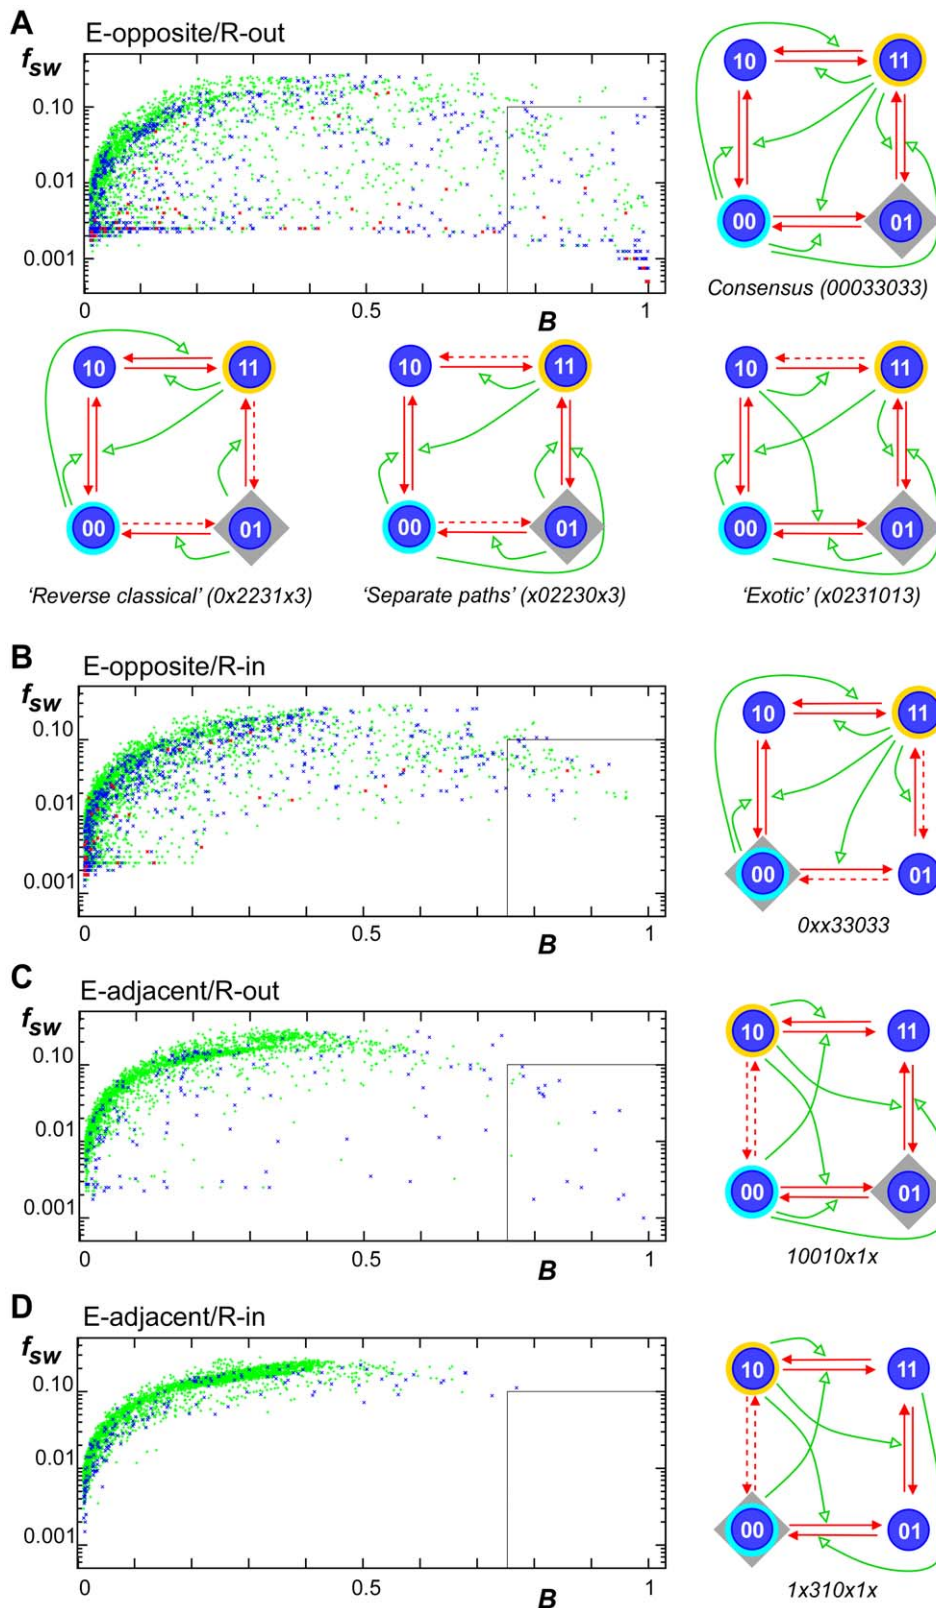 A
E-opposite/R-out
fsw
0.10
0.01
0.001
0
0.5
B
1
10
11
00
01
Consensus (00033033)
10
11
00
01
'Reverse classical' (0x2231x3)
10
11
00
01
'Separate paths' (x02230x3)
10
11
00
01
'Exotic' (x0231013)
B
E-opposite/R-in
fsw
0.10
0.01
0.001
0
0.5
B
1
10
11
00
01
0xx33033
C
E-adjacent/R-out
fsw
0.10
0.01
0.001
0
0.5
B
1
10
11
00
01
10010x1x
D
E-adjacent/R-in
fsw
0.10
0.01
0.001
0
0.5
B
1
10
11
00
01
1x310x1x